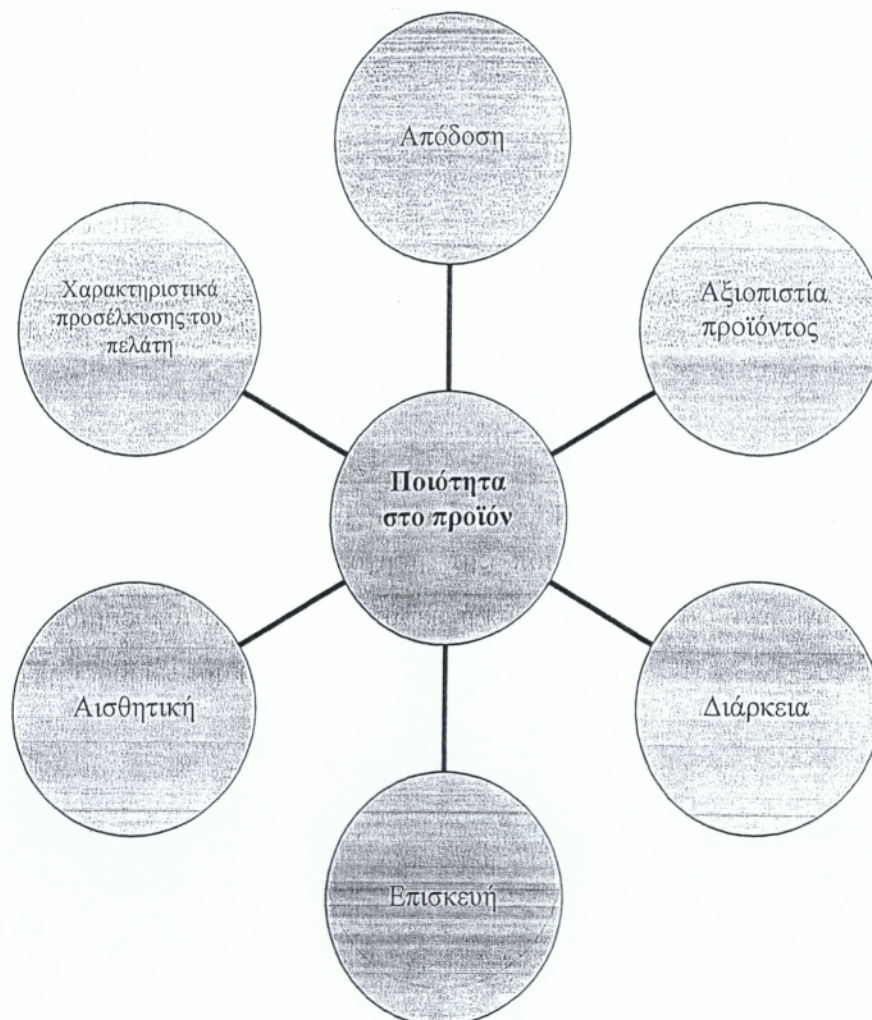 Απόδοση
Χαρακτηριστικά
προσέλκυσης του
πελάτη
Αξιοπιστία
προϊόντος
Ποιότητα
στο προϊόν
Αισθητική
Διάρκεια
Επισκευή